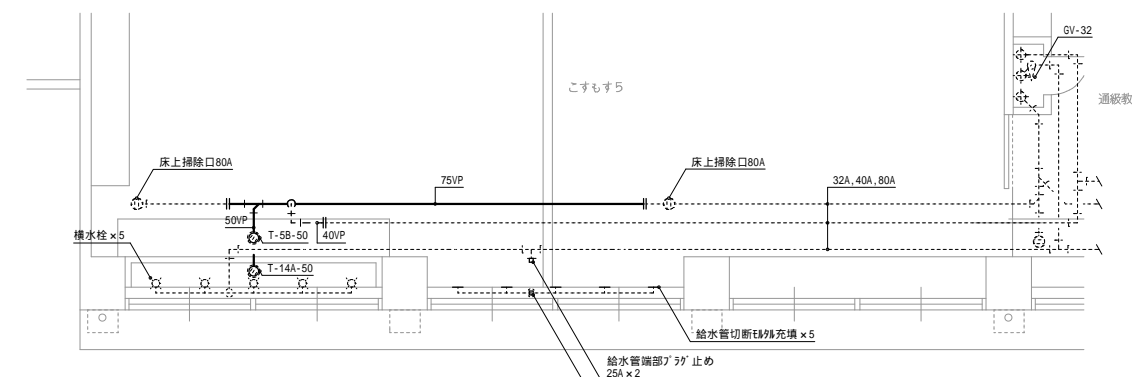 GV-32
こすもす5
通級教
床上掃除口80A
床上掃除口80A
75VP
32A,40A,80A
50VP
T-5B-50
40VP
横水栓×5
T-14A-50
給水管切断ﾓﾙﾀﾙ充填×5
給水管端部ﾌﾟﾗｸﾞ止め
25A×2